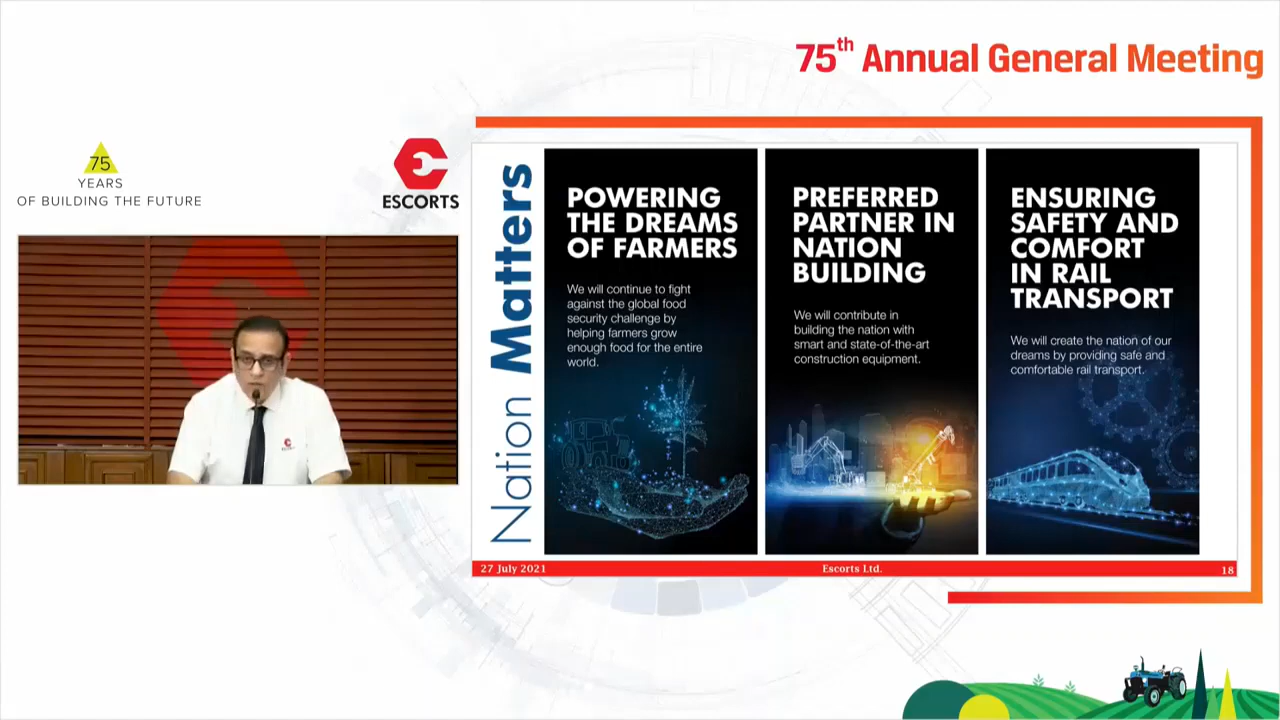 75th Annual General Meeting
75
YEARS
OF BUILDING THE FUTURE
ESCORTS
Nation Matters
POWERING
THE DREAMS
OF FARMERS
We will continue to fight
against the global food
security challenge by
helping farmers grow
enough food for the entire
world.
PREFERRED
PARTNER IN
NATION
BUILDING
We will contribute in
building the nation with
smart and state-of-the-art
construction equipment.
ENSURING
SAFETY AND
COMFORT
IN RAIL
TRANSPORT
We will create the nation of our
dreams by providing safe and
comfortable rail transport.
27 July 2021
Escorts Ltd.
18